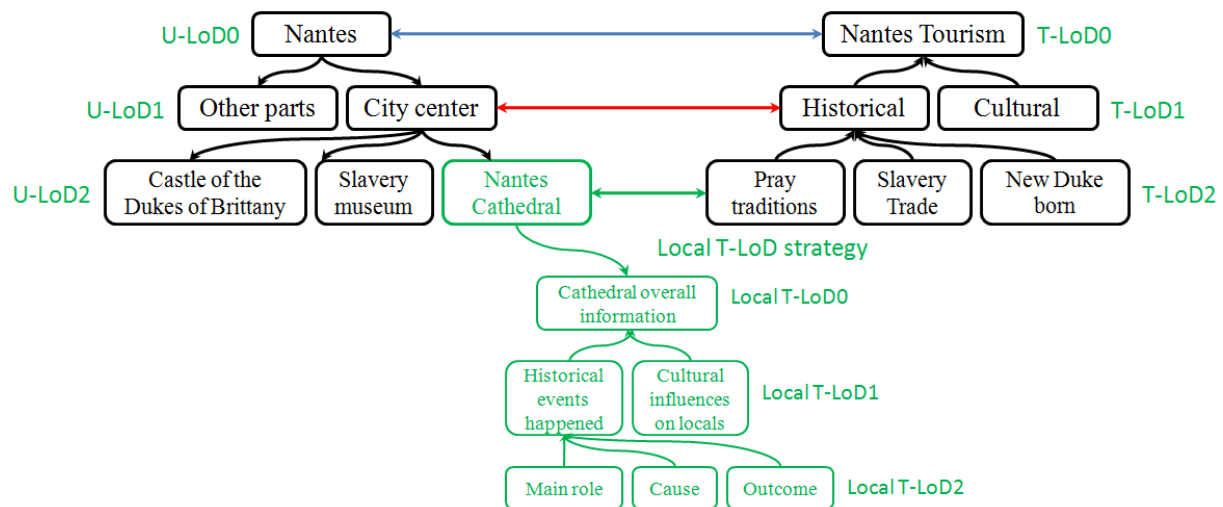 U-LoD0
Nantes
Nantes Tourism
T-LoD0
U-LoD1
Other parts
City center
Historical
Cultural
T-LoD1
U-LoD2
Castle of the
Dukes of Brittany
Slavery
museum
Nantes
Cathedral
Pray
traditions
Slavery
Trade
New Duke
born
T-LoD2
Local T-LoD strategy
Cathedral overall
information
Local T-LoD0
Historical
events
happened
Cultural
influences
on locals
Local T-LoD1
Main role
Cause
Outcome
Local T-LoD2